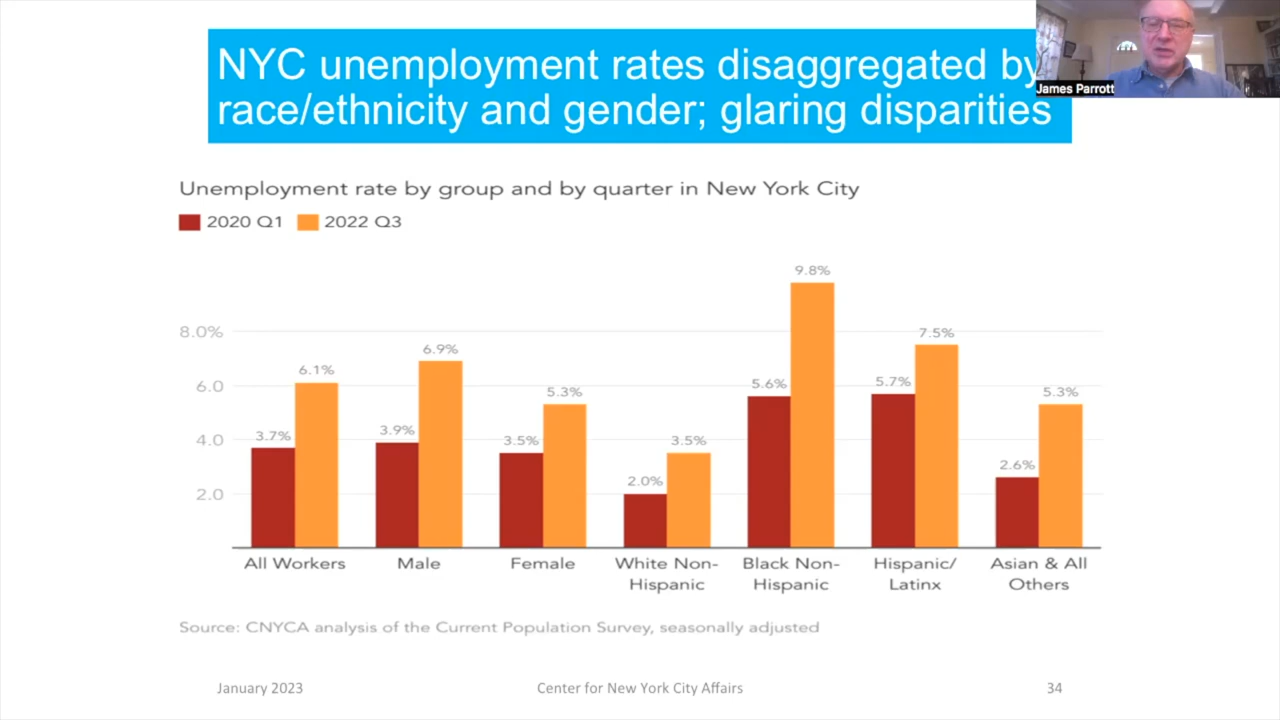 NYC unemployment rates disaggregated by
race/ethnicity and gender; glaring disparities
James Parrott
Unemployment rate by group and by quarter in New York City
2020 Q1 2022 Q3
9.8%
8.0%
7.5%
6.9%
6.1%
6.0
5.6%
5.7%
5.3%
5.3%
4.0
3.7%
3.9%
3.5%
3.5%
2.6%
2.0
2.0%
All Workers Male Female White Non- Black Non- Hispanic/ Asian & All
Hispanic Hispanic Latinx Others
Source: CNYCA analysis of the Current Population Survey, seasonally adjusted
January 2023 Center for New York City Affairs 34